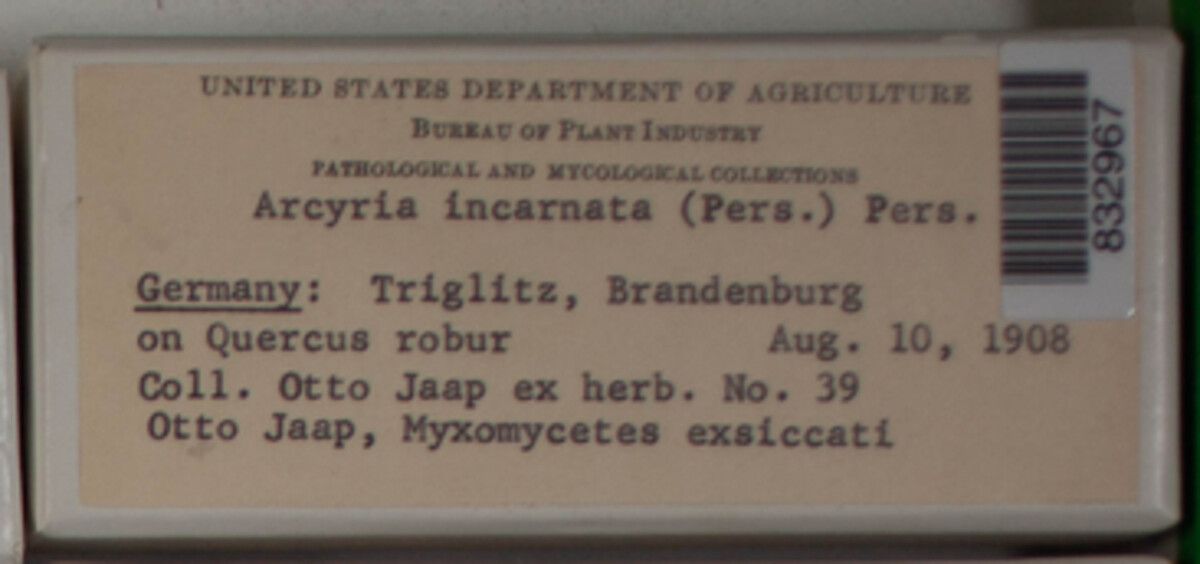 UNITED STATES DEPARTMENT OF AGRICULTURE
BUREAU OF PLANT INDUSTRY
PATHOLOGICAL AND MYCOLOGICAL COLLECTIONS
Arcyria incarnata (Pers.) Pers.
Germany: Triglitz, Brandenburg
on Quercus robur Aug. 10, 1908
Coll. Otto Jaap ex herb. No. 39
Otto Jaap, Myxomycetes exsiccati
832967